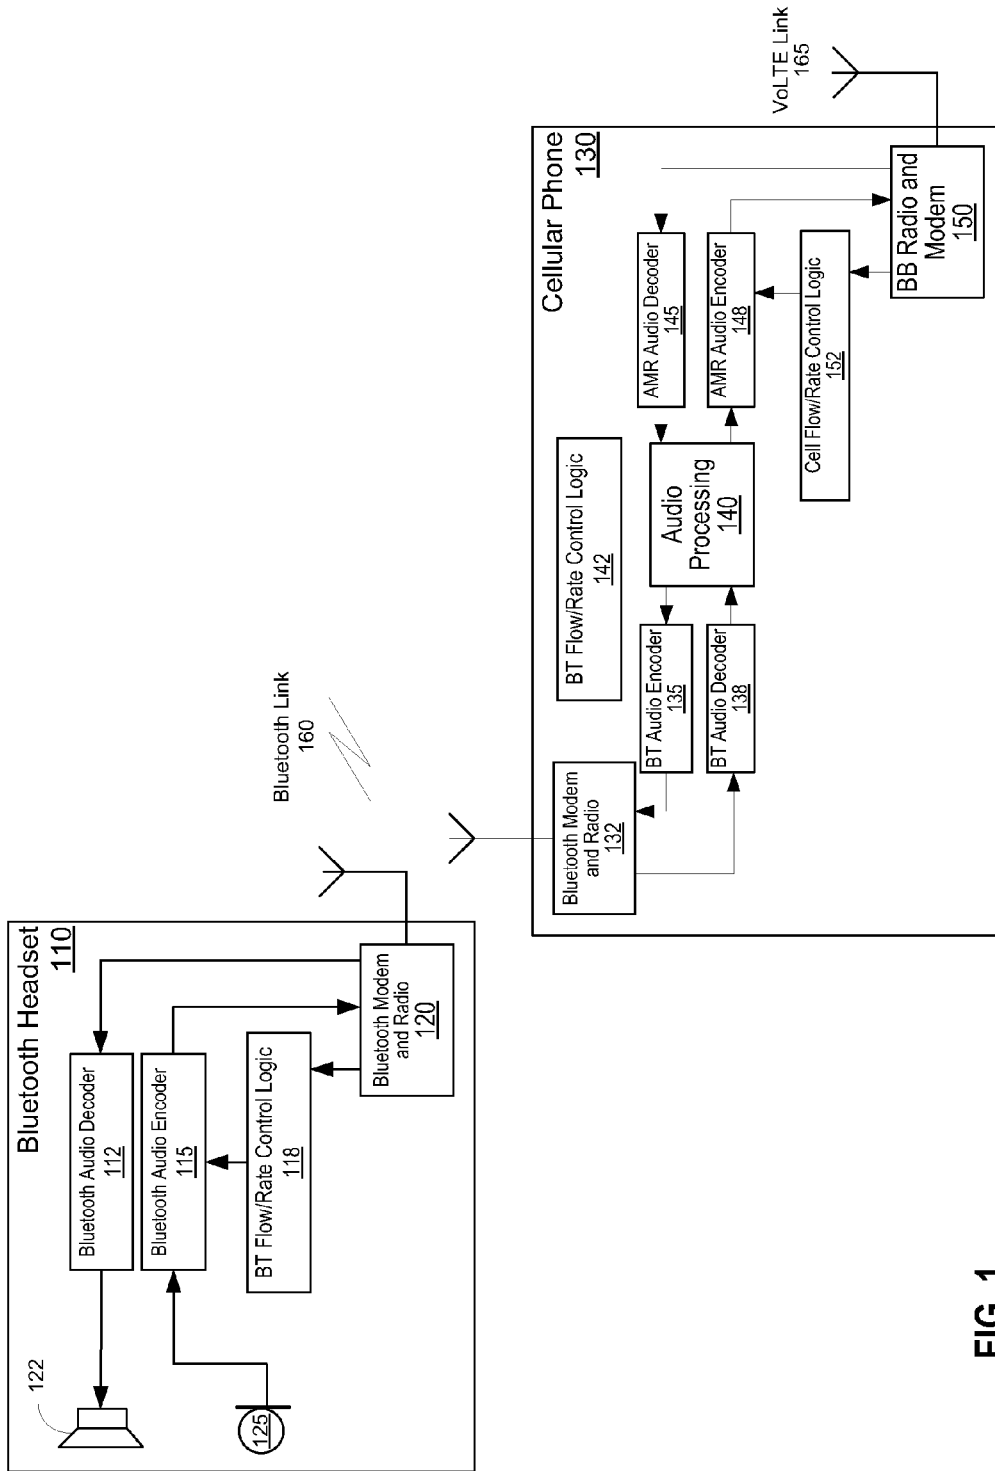 Bluetooth Headset
110
122
Bluetooth Audio Decoder
112
Bluetooth Audio Encoder
115
125
BT Flow/Rate Control Logic
118
Bluetooth Modem
and Radio
120
Bluetooth Link
160
Cellular Phone
130
Bluetooth Modem
and Radio
132
BT Flow/Rate Control Logic
142
BT Audio Encoder
135
BT Audio Decoder
138
Audio
Processing
140
AMR Audio Decoder
145
AMR Audio Encoder
148
Cell Flow/Rate Control Logic
152
BB Radio and
Modem
150
VoLTE Link
165
FIG. 1